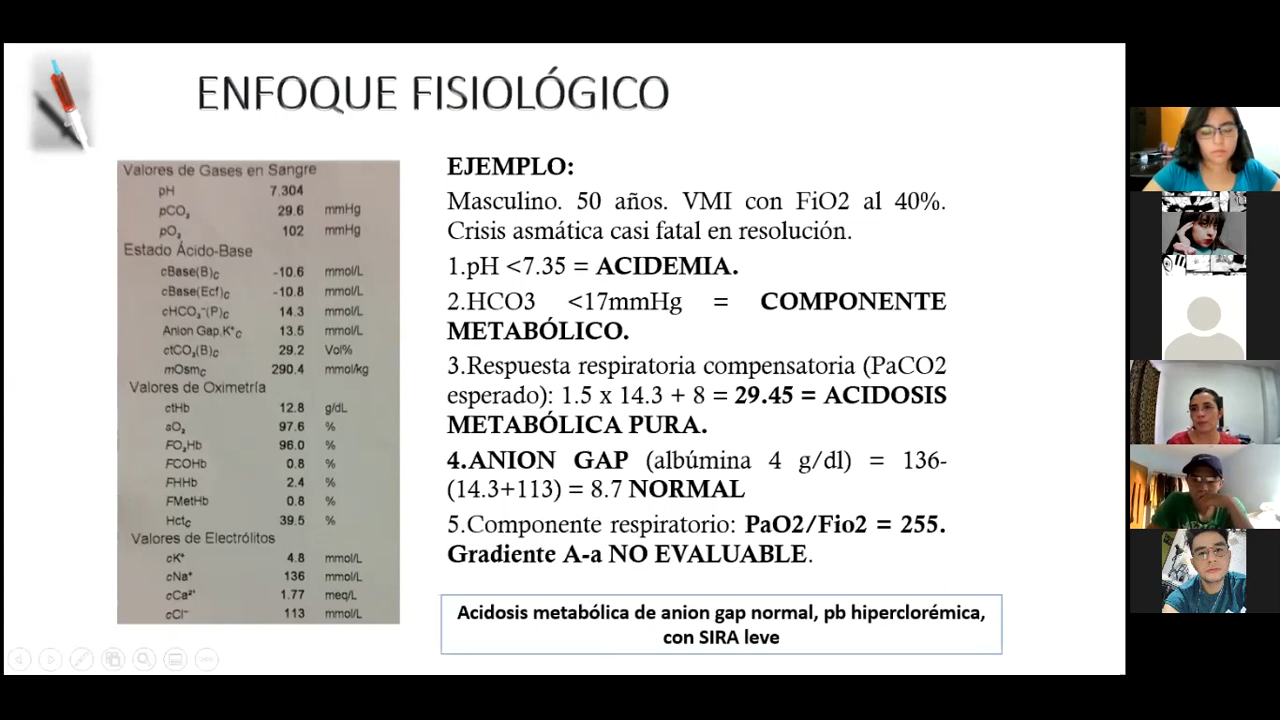 ENFOQUE FISIOLÓGICO
Valores de Gases en Sangre
pH 7.304
pCO₂ 29.6 mmHg
pO₂ 102 mmHg
Estado Ácido-Base
cBase(B)c -10.6 mmol/L
cBase(Ecf)c -10.8 mmol/L
cHCO₃⁻(P)c 14.3 mmol/L
Anion Gap,K⁺c 13.5 mmol/L
ctCO₂(B)c 29.2 Vol%
mOsmc 290.4 mmol/kg
Valores de Oximetría
ctHb 12.8 g/dL
sO₂ 97.6 %
FO₂Hb 96.0 %
FCOHb 0.8 %
FHHb 2.4 %
FMetHb 0.8 %
Hctc 39.5 %
Valores de Electrólitos
cK⁺ 4.8 mmol/L
cNa⁺ 136 mmol/L
cCa²⁺ 1.77 meq/L
cCl⁻ 113 mmol/L
EJEMPLO:
Masculino. 50 años. VMI con FiO2 al 40%.
Crisis asmática casi fatal en resolución.
1.pH <7.35 = ACIDEMIA.
2.HCO3 <17mmHg = COMPONENTE
METABÓLICO.
3.Respuesta respiratoria compensatoria (PaCO2
esperado): 1.5 x 14.3 + 8 = 29.45 = ACIDOSIS
METABÓLICA PURA.
4.ANION GAP (albúmina 4 g/dl) = 136-
(14.3+113) = 8.7 NORMAL
5.Componente respiratorio: PaO2/Fio2 = 255.
Gradiente A-a NO EVALUABLE.
Acidosis metabólica de anion gap normal, pb hiperclorémica,
con SIRA leve